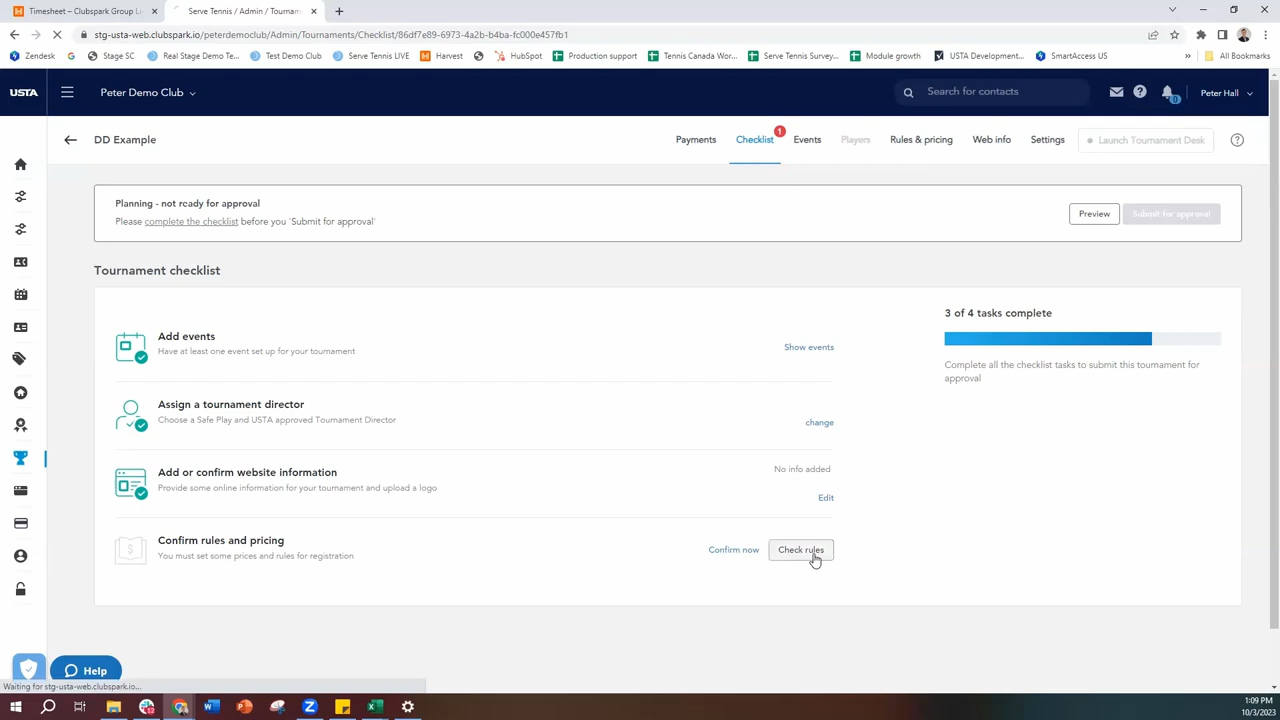 Timesheet — Clubspark Group L
Serve Tennis / Admin / Tournam
stg-usta-web.clubspark.io/peterdemoclub/Admin/Tournaments/Checklist/86df7e89-6973-4a2b-b4ba-fc000e457fb1
Zendesk
Stage SC
Real Stage Demo Te...
Test Demo Club
Serve Tennis LIVE
Harvest
HubSpot
Production support
Tennis Canada Wor...
Serve Tennis Survey...
Module growth
USTA Development...
SmartAccess US
»
All Bookmarks
USTA
Peter Demo Club
Search for contacts
0
Peter Hall
DD Example
Payments
Checklist
1
Events
Players
Rules & pricing
Web info
Settings
Launch Tournament Desk
Planning - not ready for approval
Please complete the checklist before you 'Submit for approval'
Preview
Submit for approval
Tournament checklist
Add events
Have at least one event set up for your tournament
Show events
3 of 4 tasks complete
Complete all the checklist tasks to submit this tournament for
approval
Assign a tournament director
Choose a Safe Play and USTA approved Tournament Director
change
Add or confirm website information
Provide some online information for your tournament and upload a logo
No info added
Edit
Confirm rules and pricing
You must set some prices and rules for registration
Confirm now
Check rules
Help
Waiting for stg-usta-web.clubspark.io...
1:09 PM
10/3/2023